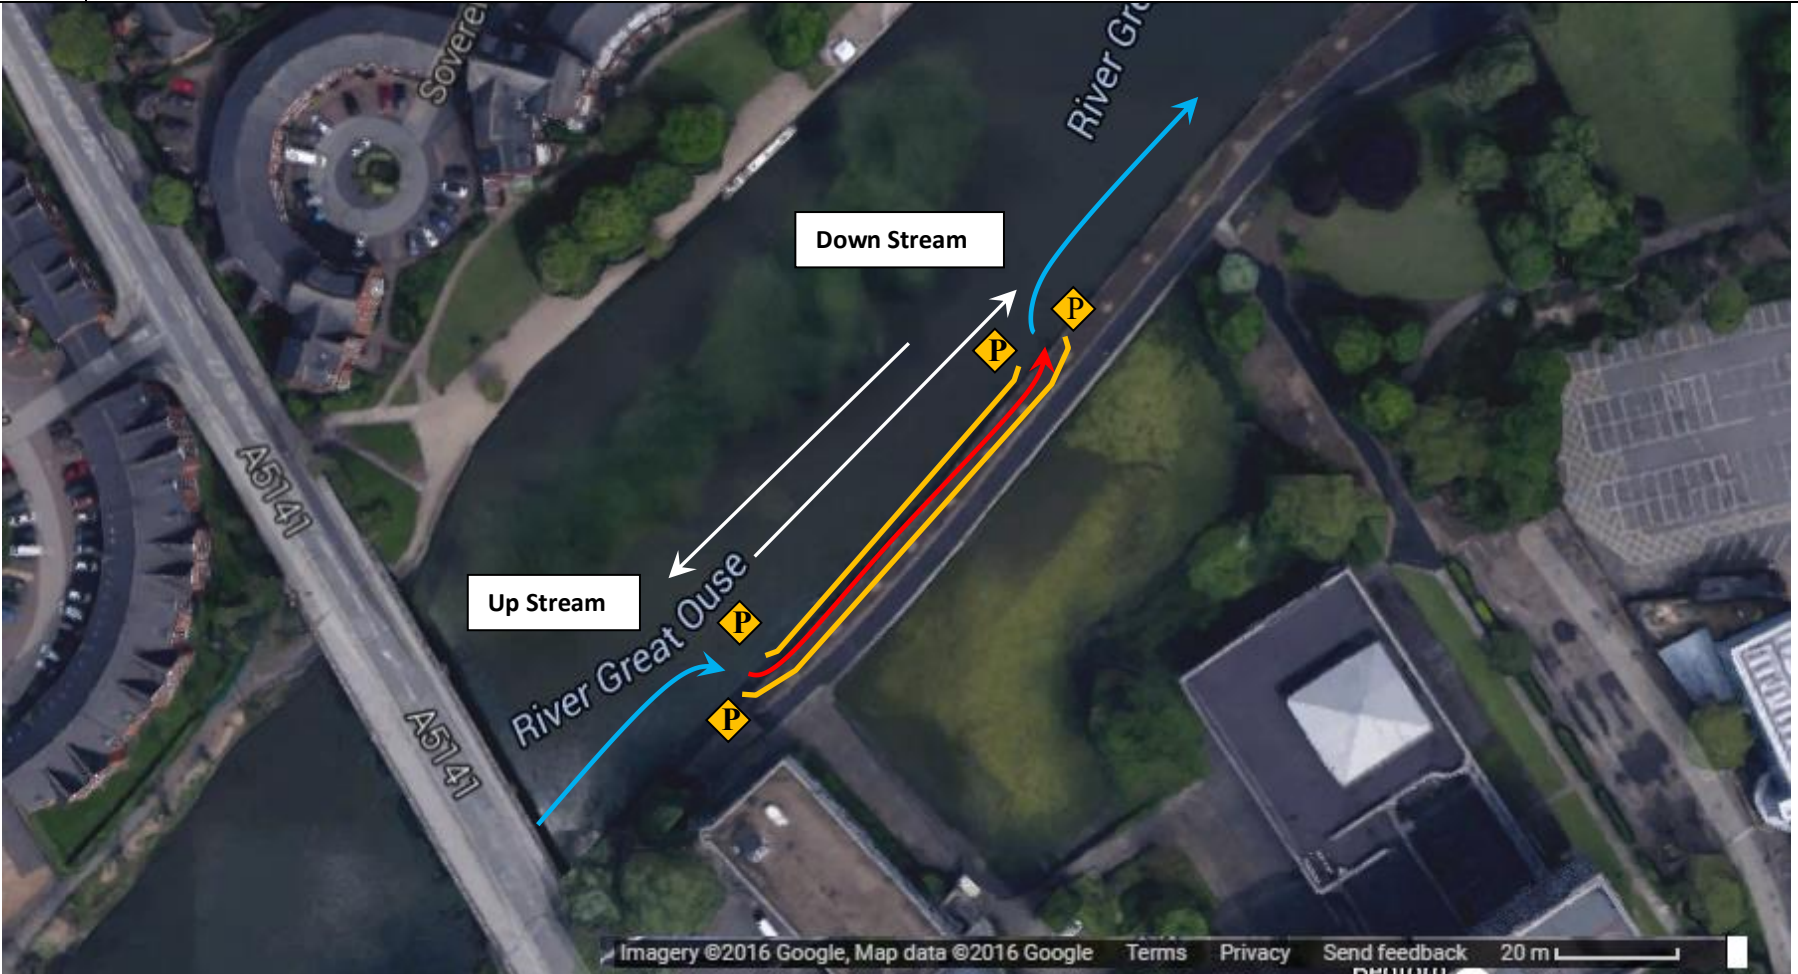 Sovere
River Gre
Down Stream
P
P
A5141
Up Stream
River Great Ouse
P
P
A5141
Imagery ©2016 Google, Map data ©2016 Google Terms Privacy Send feedback 20 m